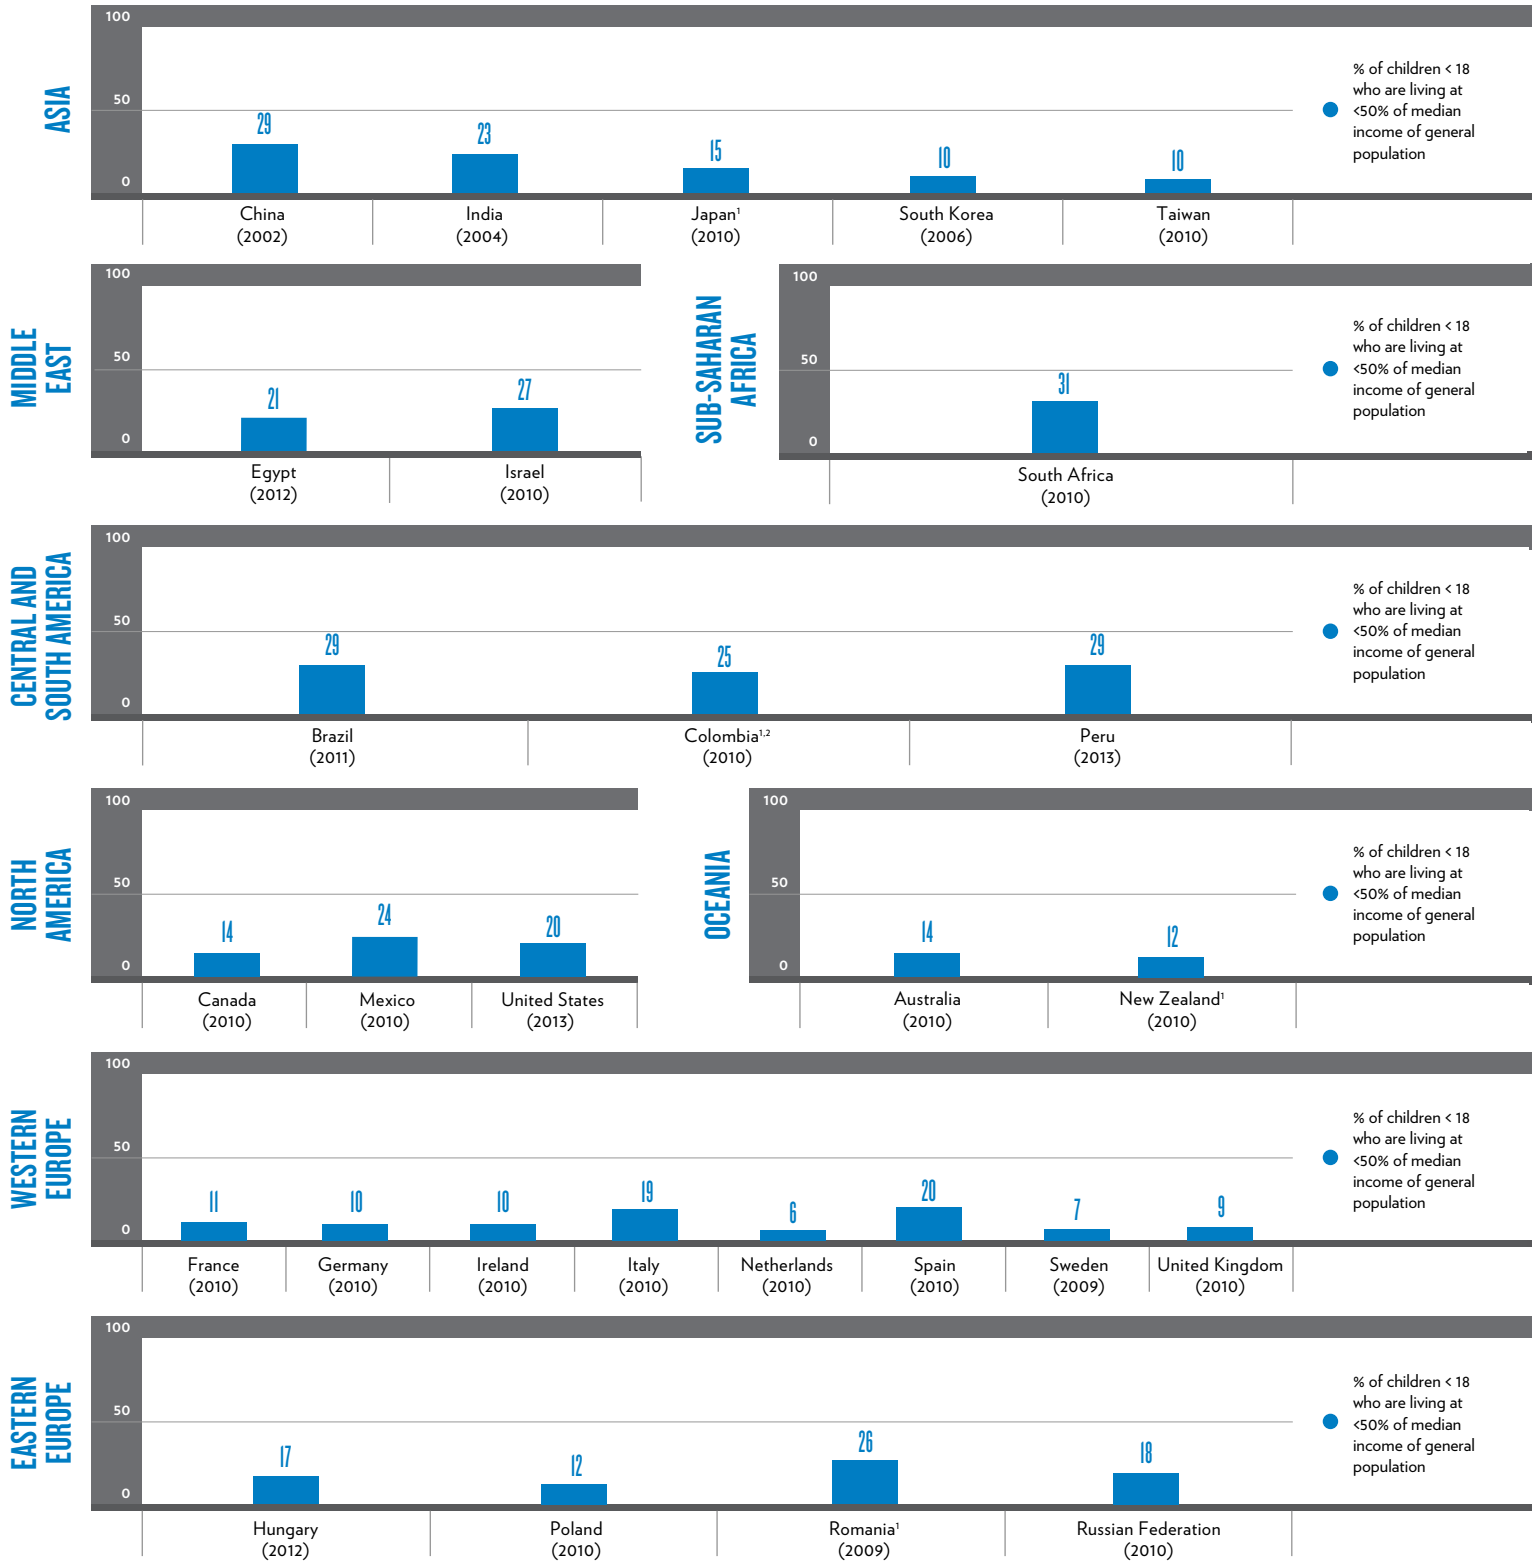 ASIA
100
50
0
29
23
15
10
10
China
(2002)
India
(2004)
Japan¹
(2010)
South Korea
(2006)
Taiwan
(2010)
% of children < 18
who are living at
<50% of median
income of general
population
MIDDLE
EAST
100
50
0
21
27
Egypt
(2012)
Israel
(2010)
SUB-SAHARAN
AFRICA
100
50
0
31
South Africa
(2010)
% of children < 18
who are living at
<50% of median
income of general
population
CENTRAL AND
SOUTH AMERICA
100
50
0
29
25
29
Brazil
(2011)
Colombia¹,²
(2010)
Peru
(2013)
% of children < 18
who are living at
<50% of median
income of general
population
NORTH
AMERICA
100
50
0
14
24
20
Canada
(2010)
Mexico
(2010)
United States
(2013)
OCEANIA
100
50
0
14
12
Australia
(2010)
New Zealand¹
(2010)
% of children < 18
who are living at
<50% of median
income of general
population
WESTERN
EUROPE
100
50
0
11
10
10
19
6
20
7
9
France
(2010)
Germany
(2010)
Ireland
(2010)
Italy
(2010)
Netherlands
(2010)
Spain
(2010)
Sweden
(2009)
United Kingdom
(2010)
% of children < 18
who are living at
<50% of median
income of general
population
EASTERN
EUROPE
100
50
0
17
12
26
18
Hungary
(2012)
Poland
(2010)
Romania¹
(2009)
Russian Federation
(2010)
% of children < 18
who are living at
<50% of median
income of general
population